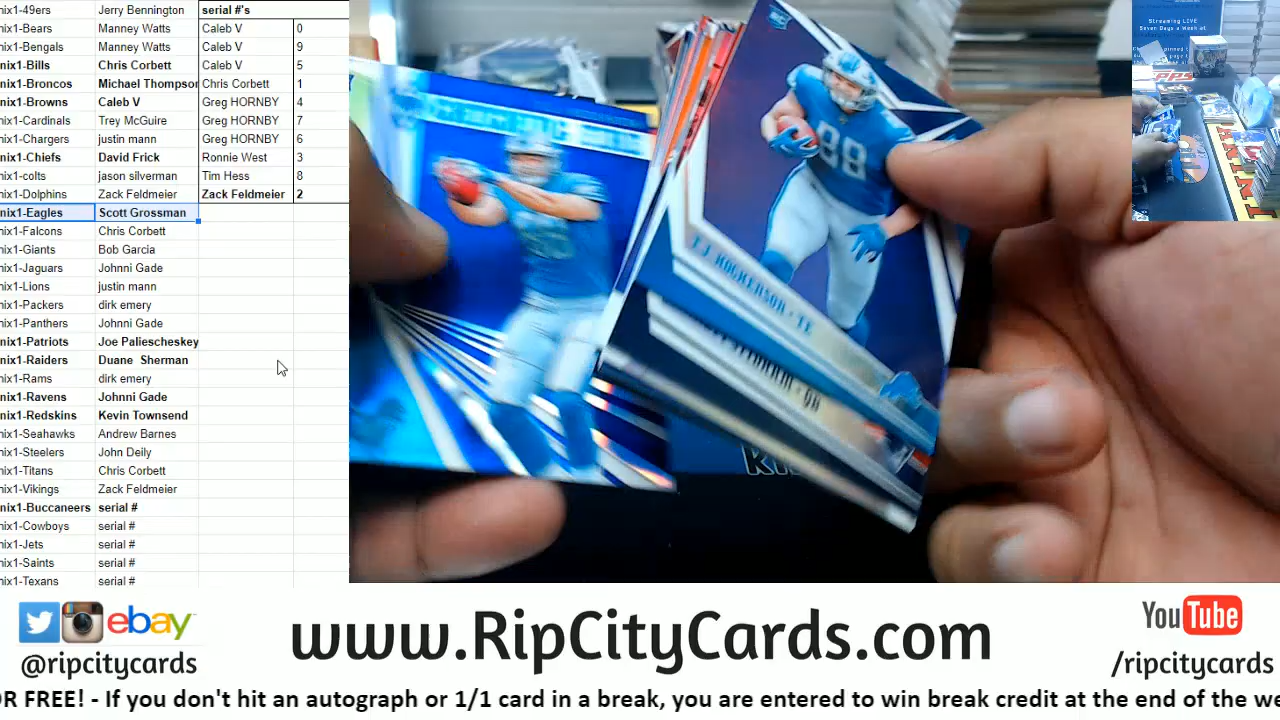 nix1-49ers Jerry Bennington serial #'s
nix1-Bears Manney Watts Caleb V 0
nix1-Bengals Manney Watts Caleb V 9
nix1-Bills Chris Corbett Caleb V 5
nix1-Broncos Michael Thompson Chris Corbett 1
nix1-Browns Caleb V Greg HORNBY 4
nix1-Cardinals Trey McGuire Greg HORNBY 7
nix1-Chargers justin mann Greg HORNBY 6
nix1-Chiefs David Frick Ronnie West 3
nix1-colts jason silverman Tim Hess 8
nix1-Dolphins Zack Feldmeier Zack Feldmeier 2
nix1-Eagles Scott Grossman
nix1-Falcons Chris Corbett
nix1-Giants Bob Garcia
nix1-Jaguars Johnni Gade
nix1-Lions justin mann
nix1-Packers dirk emery
nix1-Panthers Johnni Gade
nix1-Patriots Joe Paliescheskey
nix1-Raiders Duane Sherman
nix1-Rams dirk emery
nix1-Ravens Johnni Gade
nix1-Redskins Kevin Townsend
nix1-Seahawks Andrew Barnes
nix1-Steelers John Deily
nix1-Titans Chris Corbett
nix1-Vikings Zack Feldmeier
nix1-Buccaneers serial #
nix1-Cowboys serial #
nix1-Jets serial #
nix1-Saints serial #
nix1-Texans serial #
RC
88
T.J. HOCKENSON · TE
QB
Streaming LIVE
Seven Days a Week at
ebay
@ripcitycards
www.RipCityCards.com
YouTube
/ripcitycards
OR FREE! - If you don't hit an autograph or 1/1 card in a break, you are entered to win break credit at the end of the we